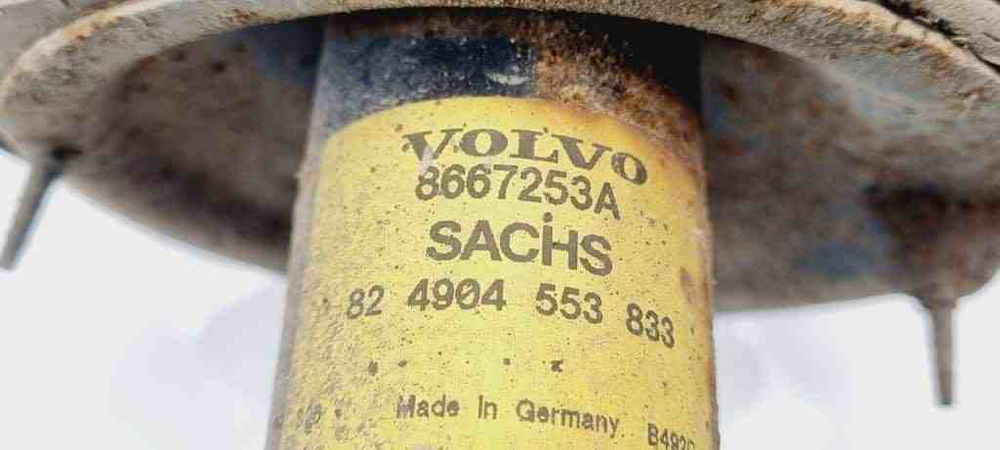 VOLVO
8667253A
SACHS
82 4904 553 833
Made in Germany